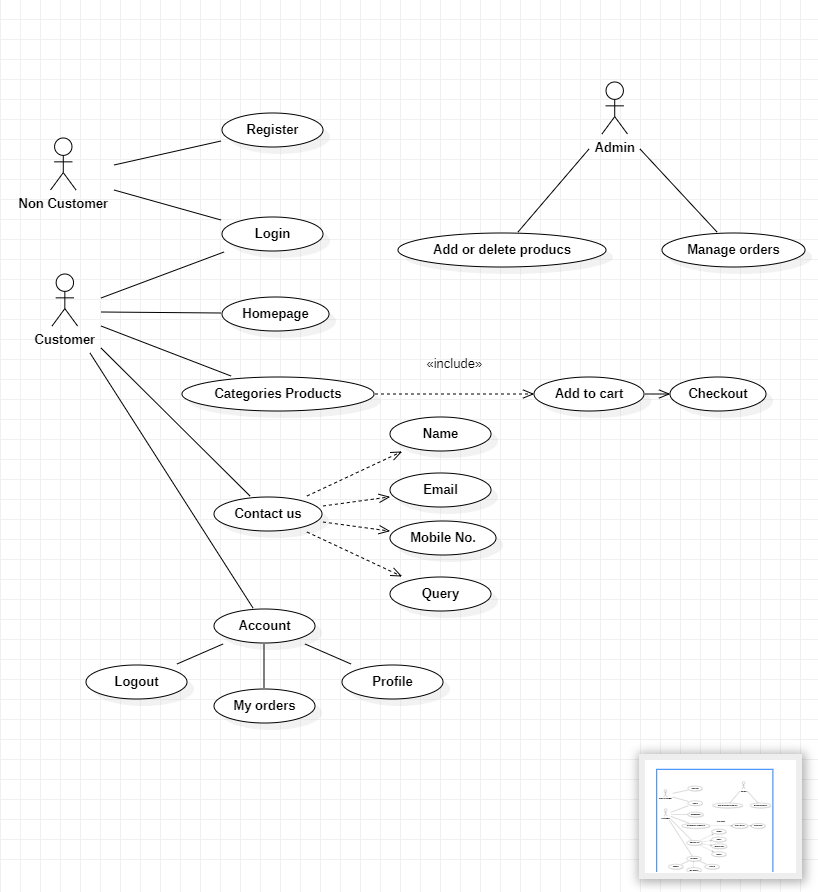 Register
Non Customer
Admin
Login
Add or delete producs
Manage orders
Homepage
Customer
«include»
Categories Products
Add to cart
Checkout
Name
Email
Contact us
Mobile No.
Query
Account
Logout
My orders
Profile